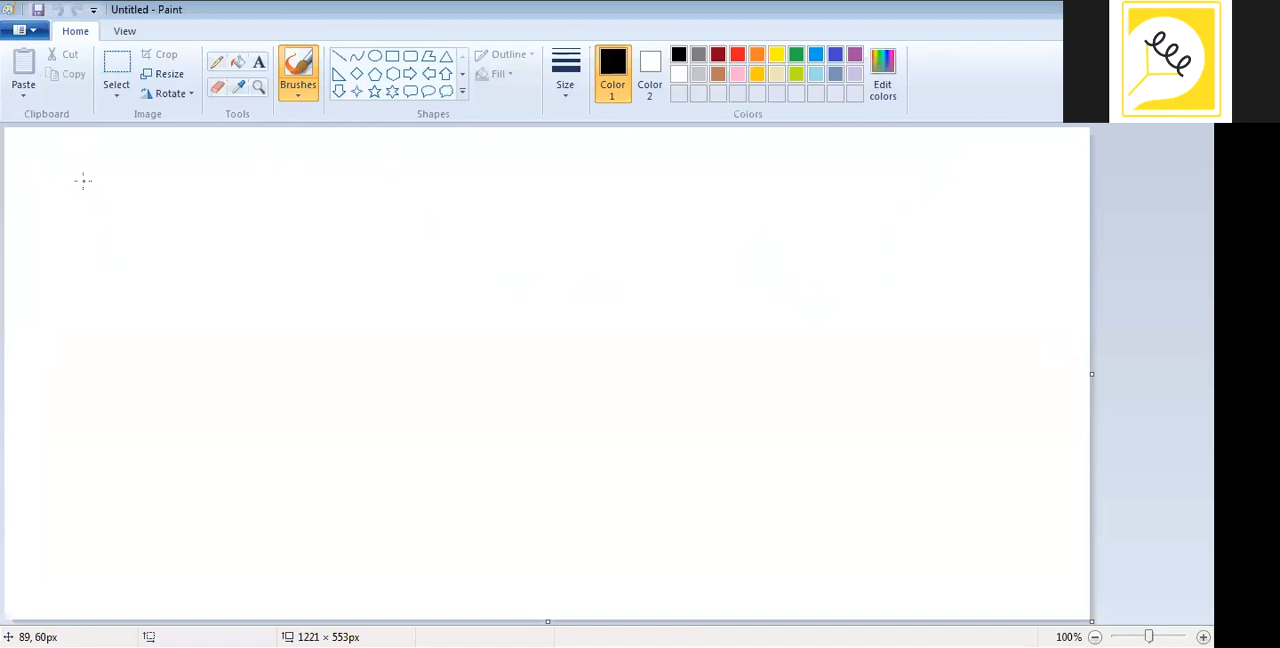 Untitled - Paint
Home View
Paste
Cut
Copy
Clipboard
Select
Crop
Resize
Rotate
Image
A
Tools
Brushes
Outline
Fill
Shapes
Size
Color 1
Color 2
Edit colors
Colors
89, 60px
1221 × 553px
100%